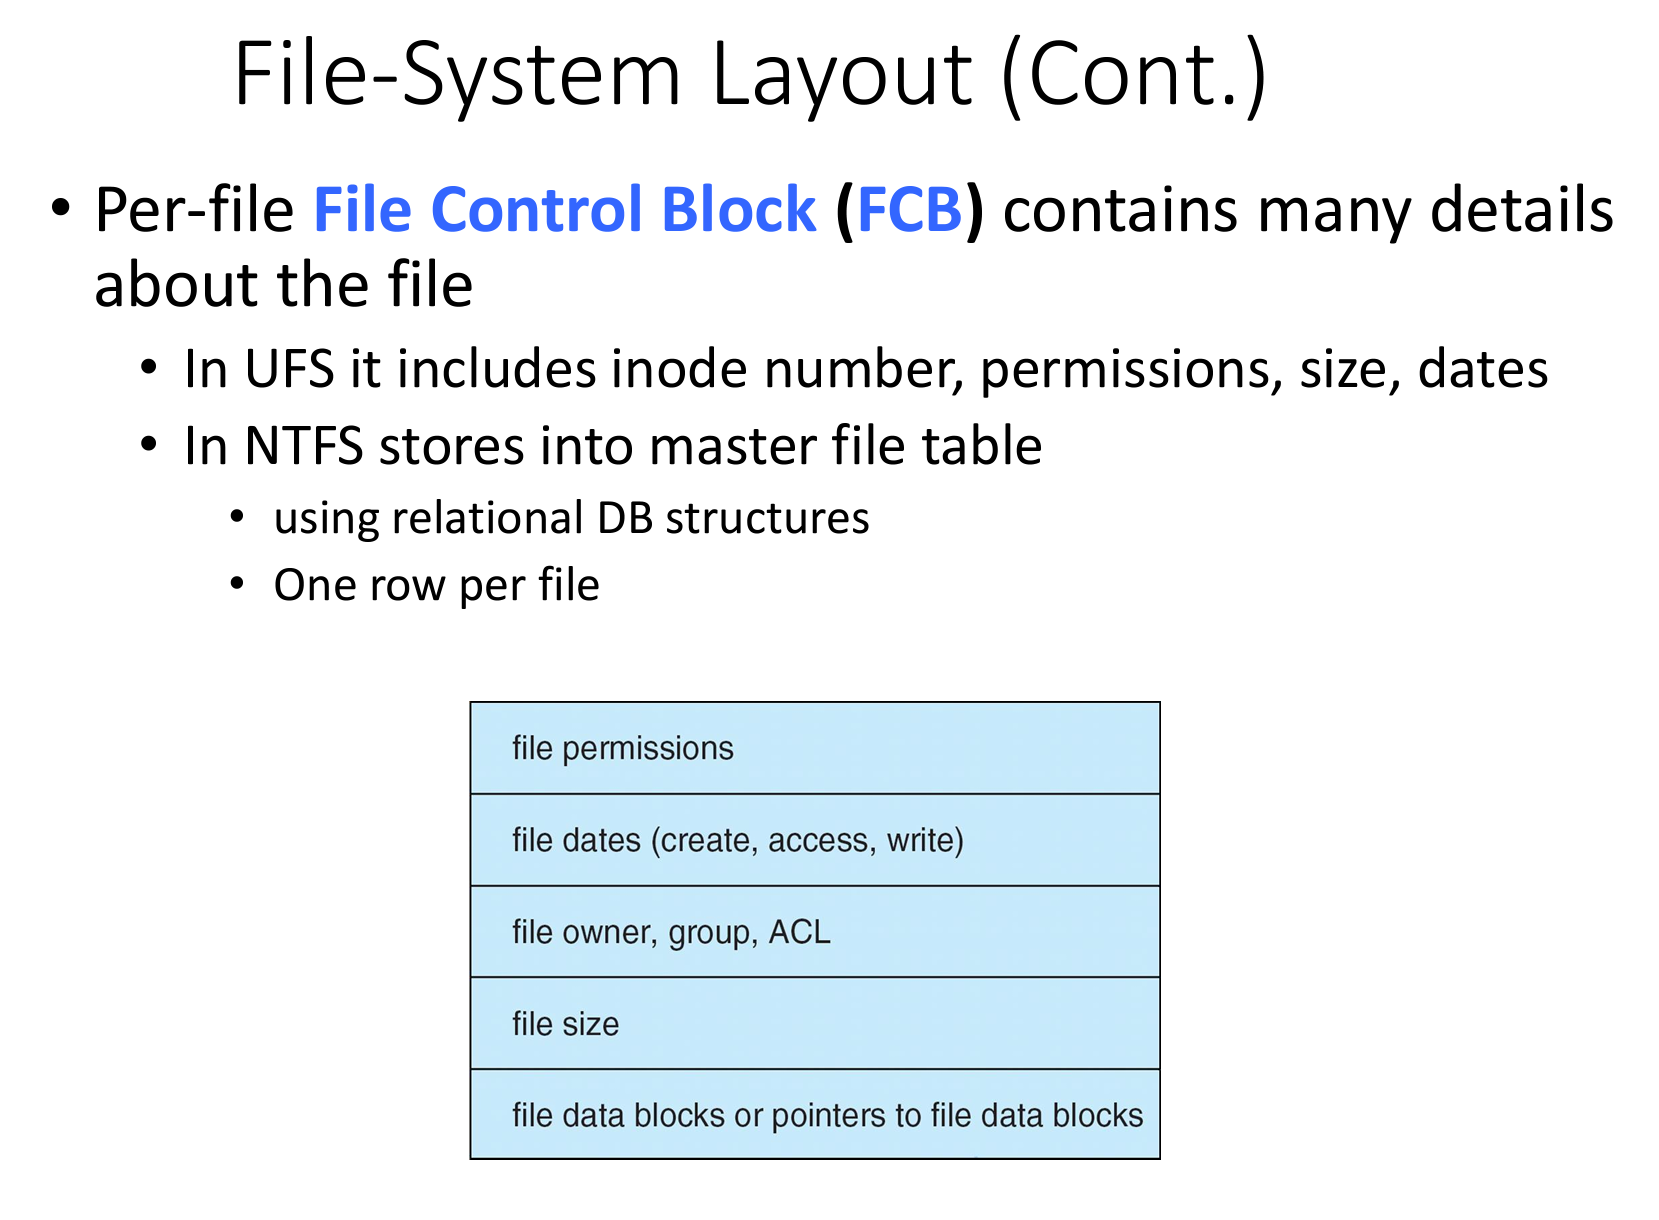 File-System Layout (Cont.)
• Per-file File Control Block (FCB) contains many details
about the file
• In UFS it includes inode number, permissions, size, dates
• In NTFS stores into master file table
• using relational DB structures
• One row per file
file permissions
file dates (create, access, write)
file owner, group, ACL
file size
file data blocks or pointers to file data blocks